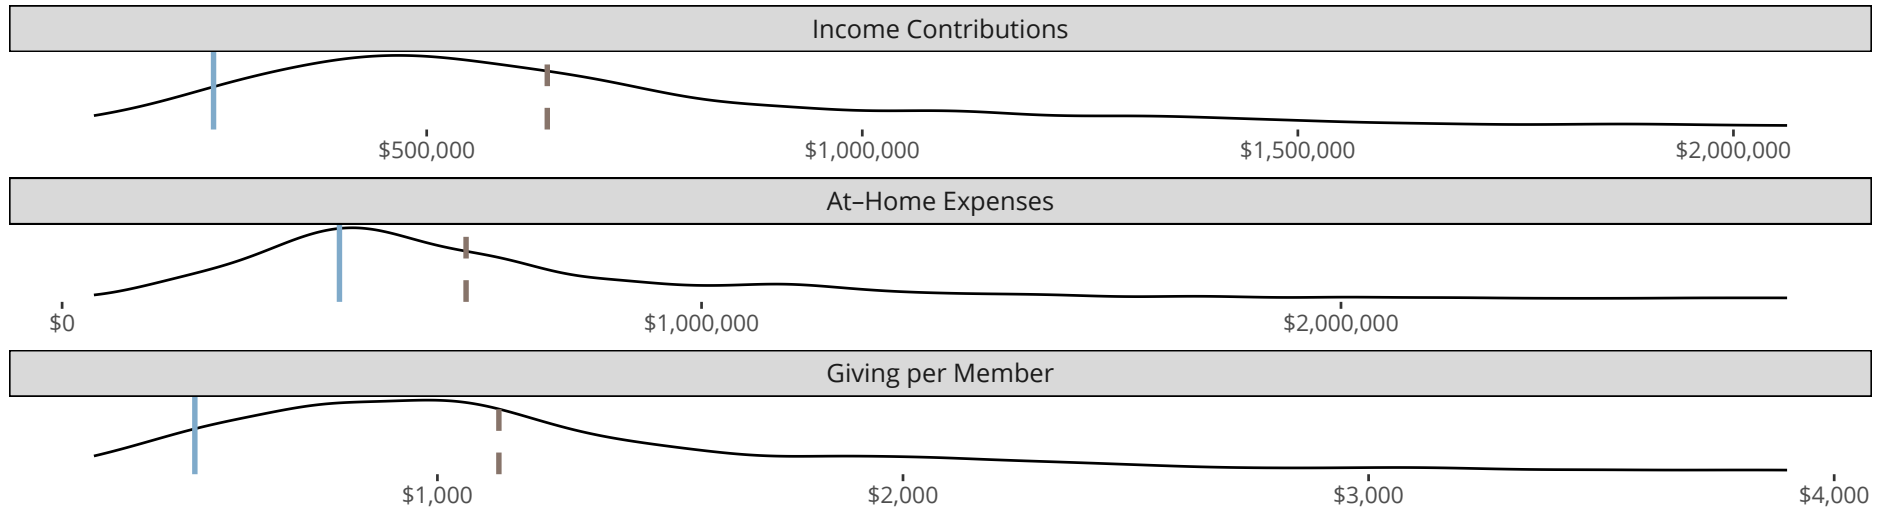 Income Contributions
$500,000 $1,000,000 $1,500,000 $2,000,000
At–Home Expenses
$0 $1,000,000 $2,000,000
Giving per Member
$1,000 $2,000 $3,000 $4,000